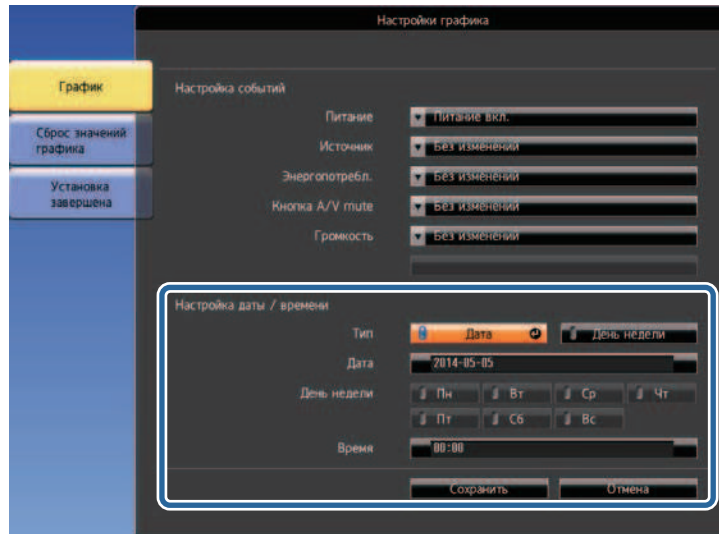 Настройки графика
График
Сброс значений
графика
Установка
завершена
Настройка событий
Питание Питание вкл.
Источник Без изменений
Энергопотребл. Без изменений
Кнопка A/V mute Без изменений
Громкость Без изменений
Настройка даты / времени
Тип Дата День недели
Дата 2014-05-05
День недели Пн Вт Ср Чт
Пт Сб Вс
Время 00:00
Сохранить Отмена